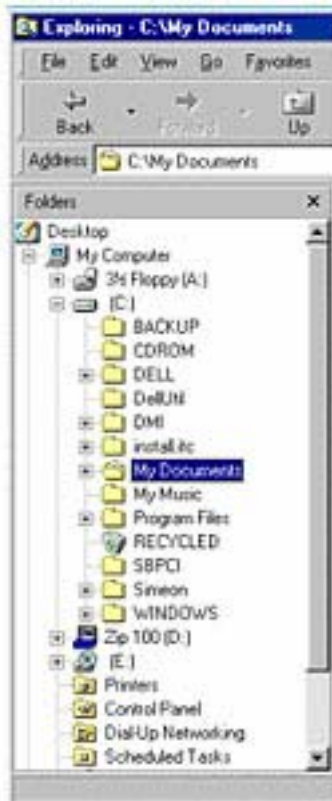 Exploring - C:\My Documents
File Edit View Go Favorites
Back Forward Up
Address C:\My Documents
Folders x
Desktop
My Computer
3½ Floppy (A:)
(C:)
BACKUP
CDROM
DELL
DellUtil
DMI
install.itc
My Documents
My Music
Program Files
RECYCLED
SBPCI
Simeon
WINDOWS
Zip 100 (D:)
(E:)
Printers
Control Panel
Dial-Up Networking
Scheduled Tasks